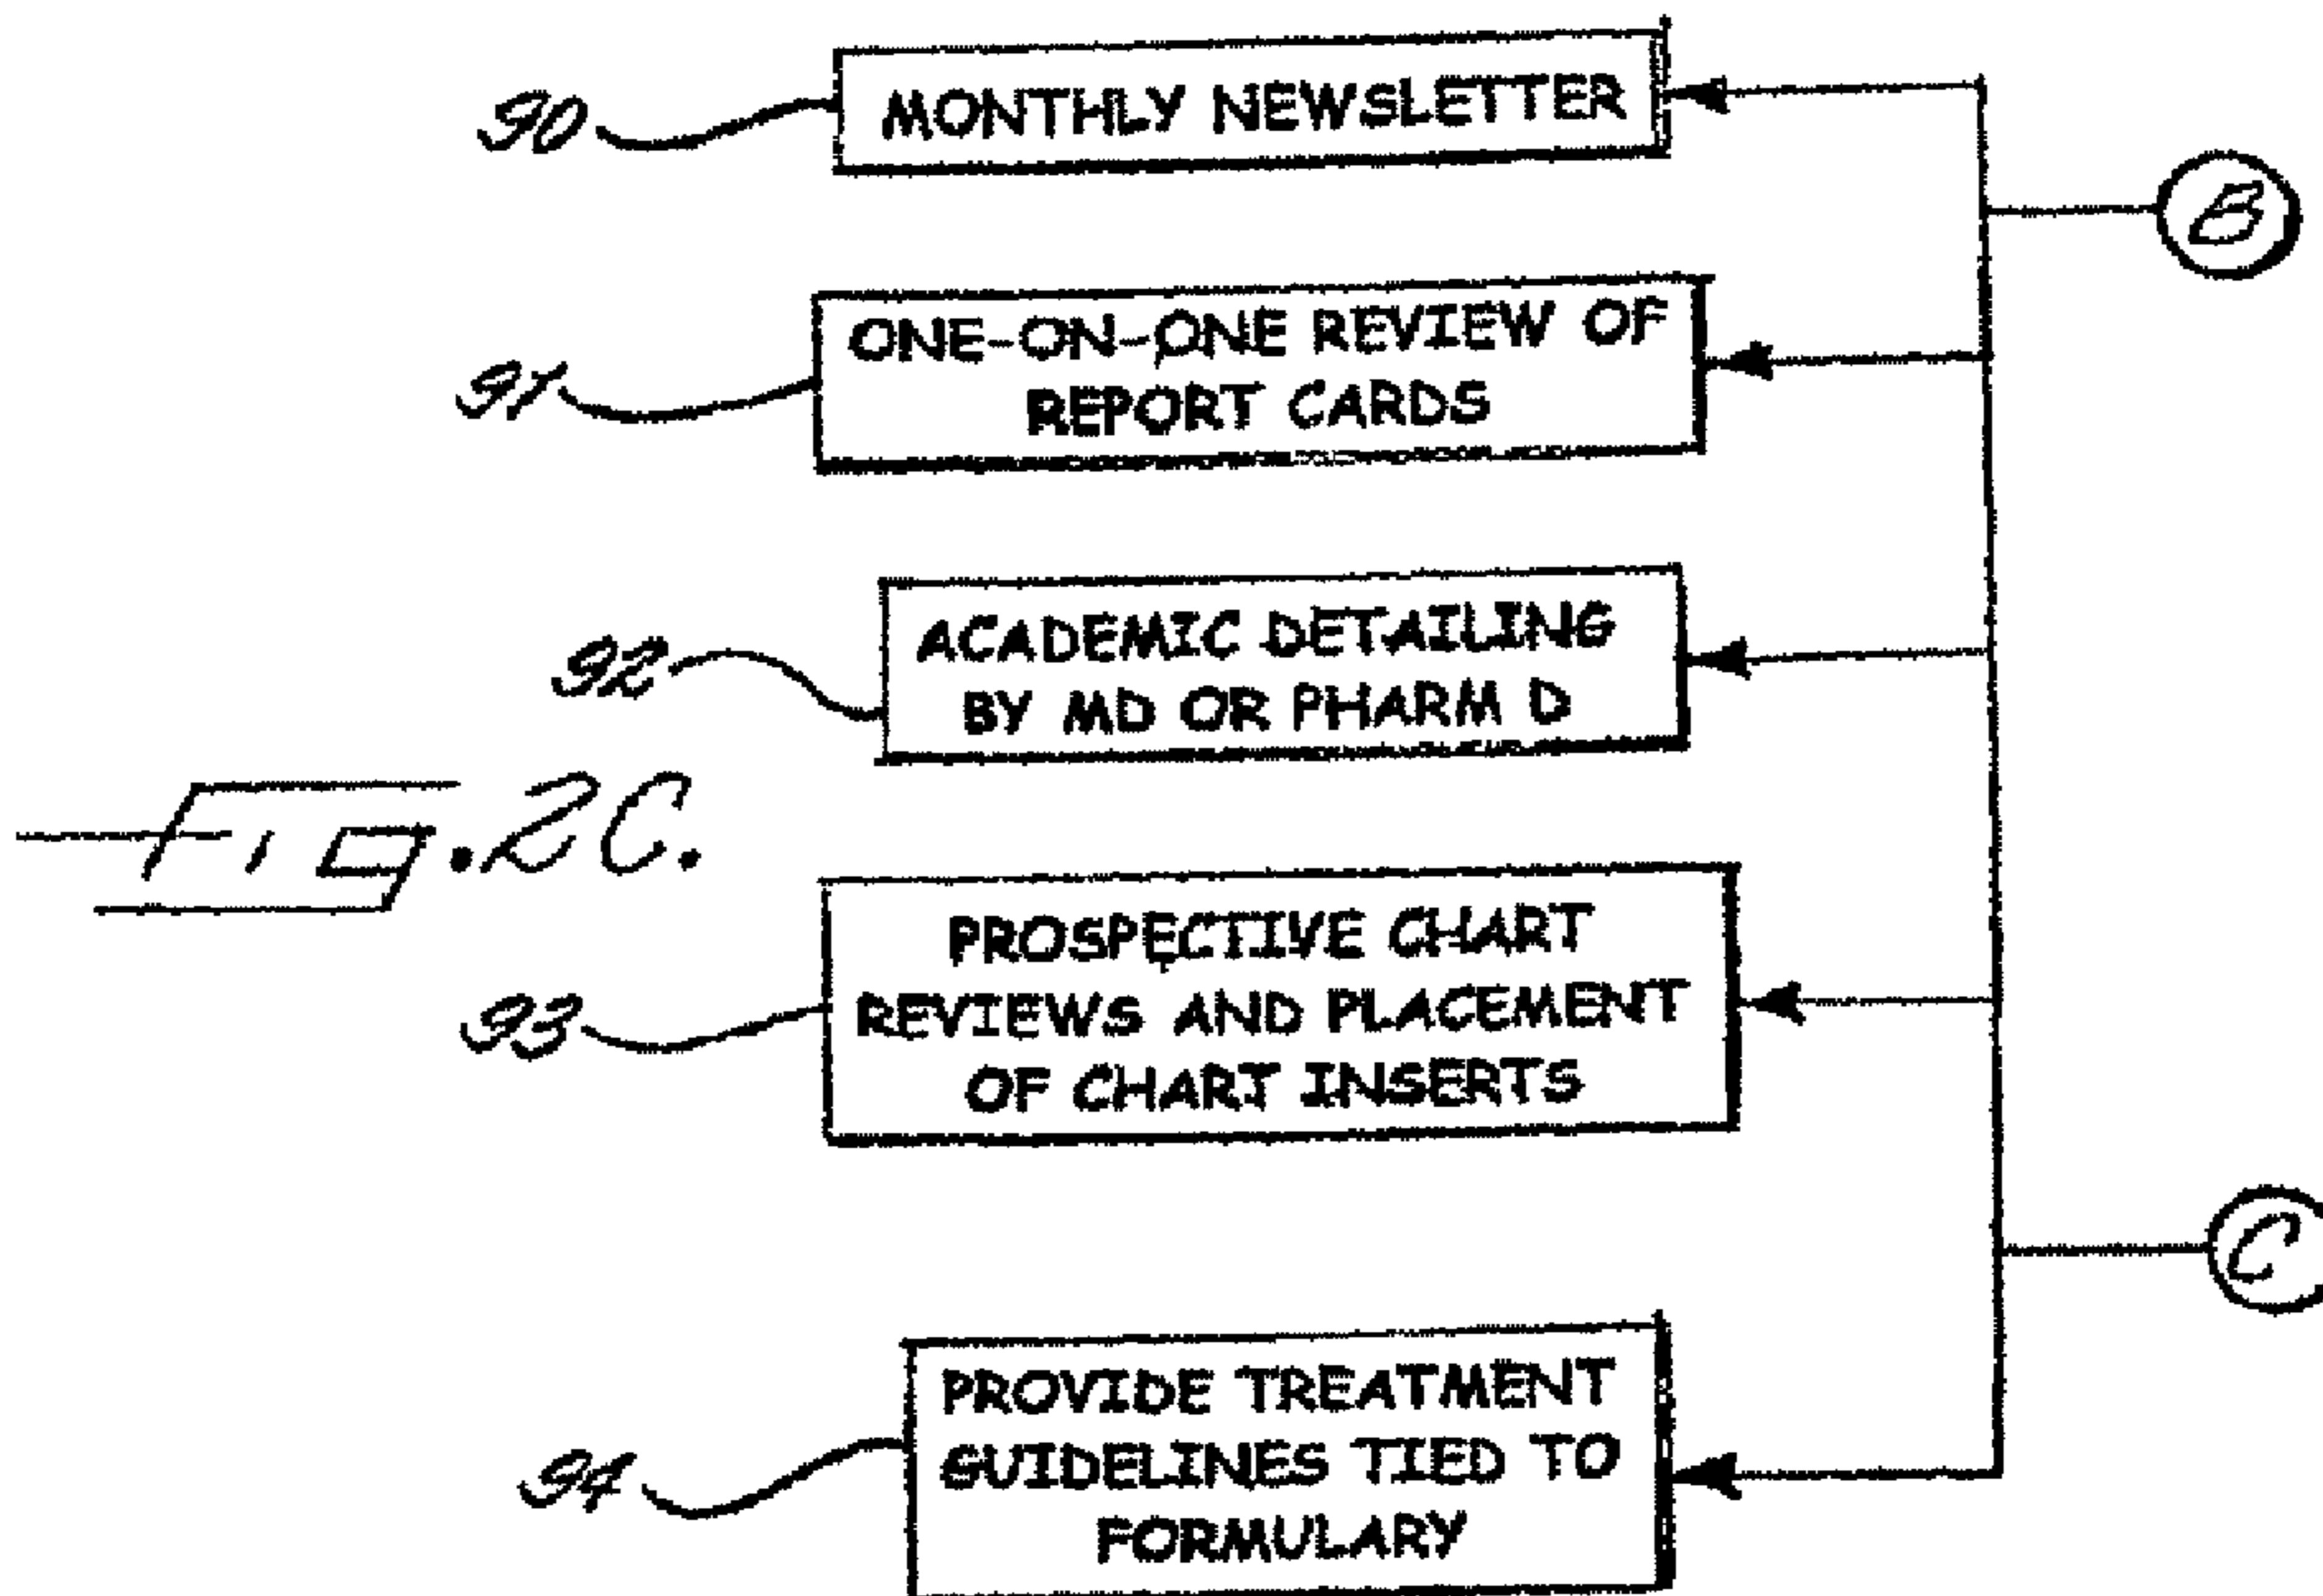 90
MONTHLY NEWSLETTER
B
91
ONE-ON-ONE REVIEW OF
REPORT CARDS
92
ACADEMIC DETAILING
BY MD OR PHARM D
Fig. 2C.
93
PROSPECTIVE CHART
REVIEWS AND PLACEMENT
OF CHART INSERTS
C
94
PROVIDE TREATMENT
GUIDELINES TIED TO
FORMULARY